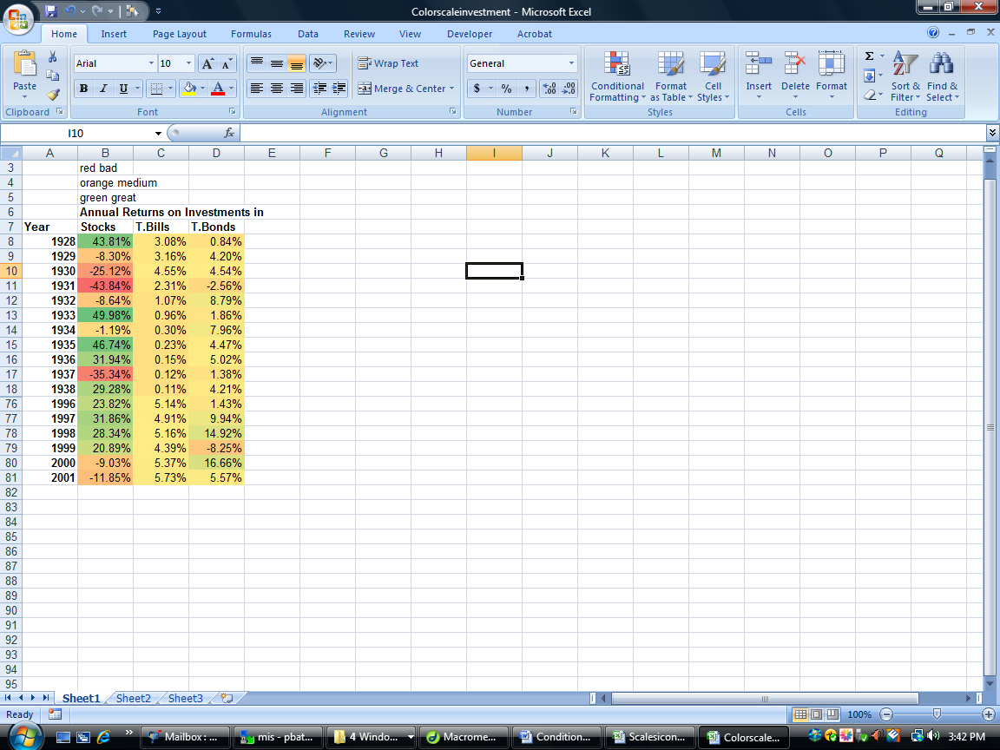 Colorscaleinvestment - Microsoft Excel
Home Insert Page Layout Formulas Data Review View Developer Acrobat
Paste Arial 10 A A Wrap Text General Conditional Formatting Format as Table Cell Styles Insert Delete Format Σ Sort & Filter Find & Select
B I U A Merge & Center $ % ,
Clipboard Font Alignment Number Styles Cells Editing
I10 fx
A B C D E F G H I J K L M N O P Q
3 red bad
4 orange medium
5 green great
6 Annual Returns on Investments in
7 Year Stocks T.Bills T.Bonds
8 1928 43.81% 3.08% 0.84%
9 1929 -8.30% 3.16% 4.20%
10 1930 -25.12% 4.55% 4.54%
11 1931 -43.84% 2.31% -2.56%
12 1932 -8.64% 1.07% 8.79%
13 1933 49.98% 0.96% 1.86%
14 1934 -1.19% 0.30% 7.96%
15 1935 46.74% 0.23% 4.47%
16 1936 31.94% 0.15% 5.02%
17 1937 -35.34% 0.12% 1.38%
18 1938 29.28% 0.11% 4.21%
76 1996 23.82% 5.14% 1.43%
77 1997 31.86% 4.91% 9.94%
78 1998 28.34% 5.16% 14.92%
79 1999 20.89% 4.39% -8.25%
80 2000 -9.03% 5.37% 16.66%
81 2001 -11.85% 5.73% 5.57%
82
83
84
85
86
87
88
89
90
91
92
93
94
95
Sheet1 Sheet2 Sheet3
Ready 100%
Mailbox : ... mis - pbat... 4 Windo... Macrome... Condition... Scalesicon... Colorscale... 3:42 PM